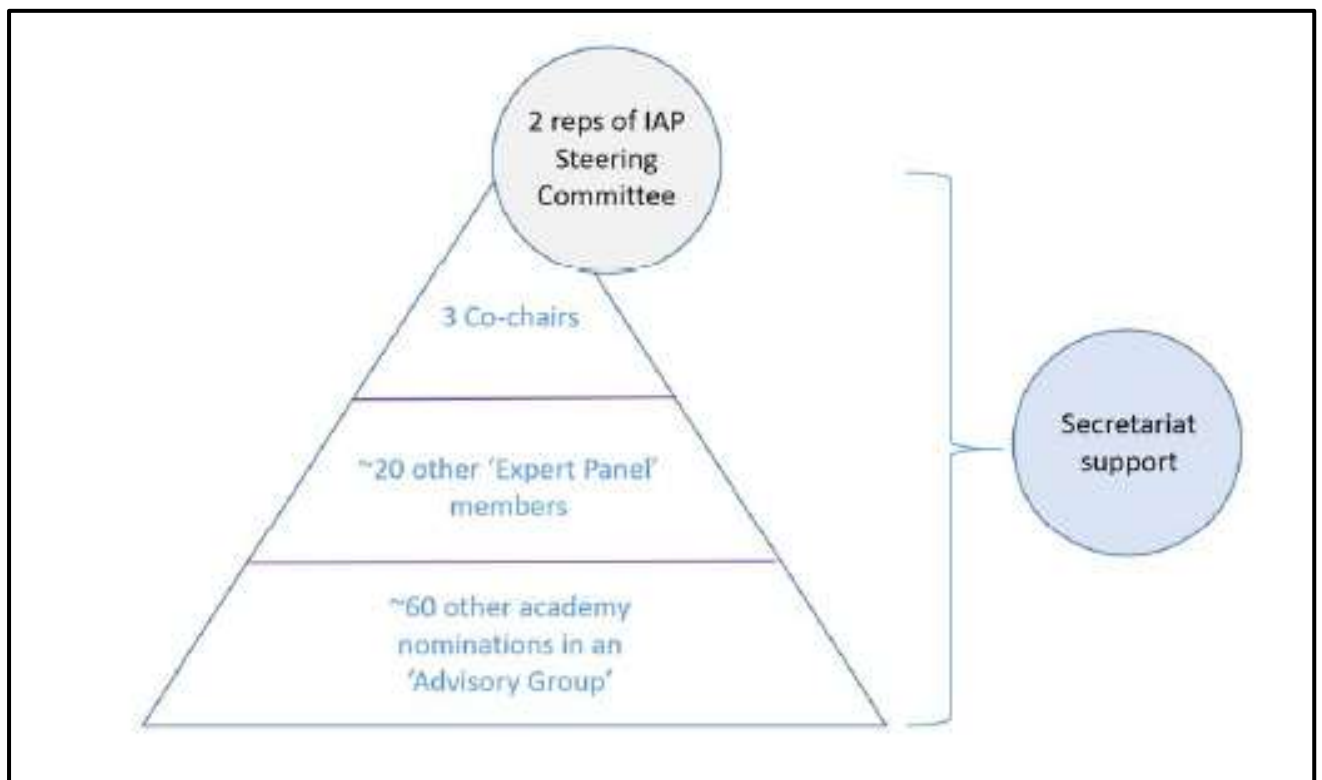 2 reps of IAP
Steering
Committee
3 Co-chairs
~20 other ‘Expert Panel’
members
~60 other academy
nominations in an
‘Advisory Group’
Secretariat
support